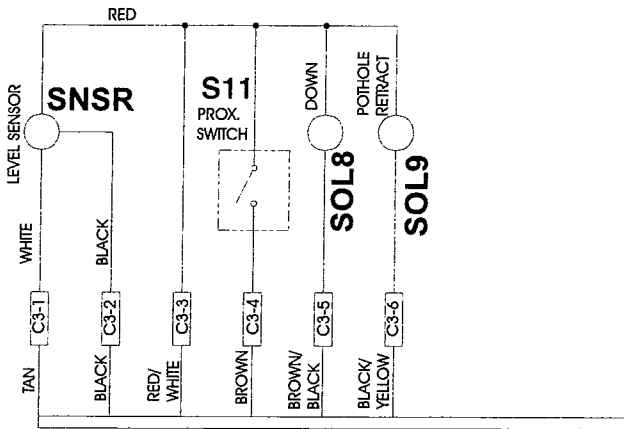 RED
LEVEL SENSOR
SNSR
S11
PROX.
SWITCH
DOWN
SOL8
POTHOLE
RETRACT
SOL9
WHITE
BLACK
C3-1
C3-2
C3-3
C3-4
C3-5
C3-6
TAN
BLACK
RED/
WHITE
BROWN
BROWN/
BLACK
BLACK/
YELLOW